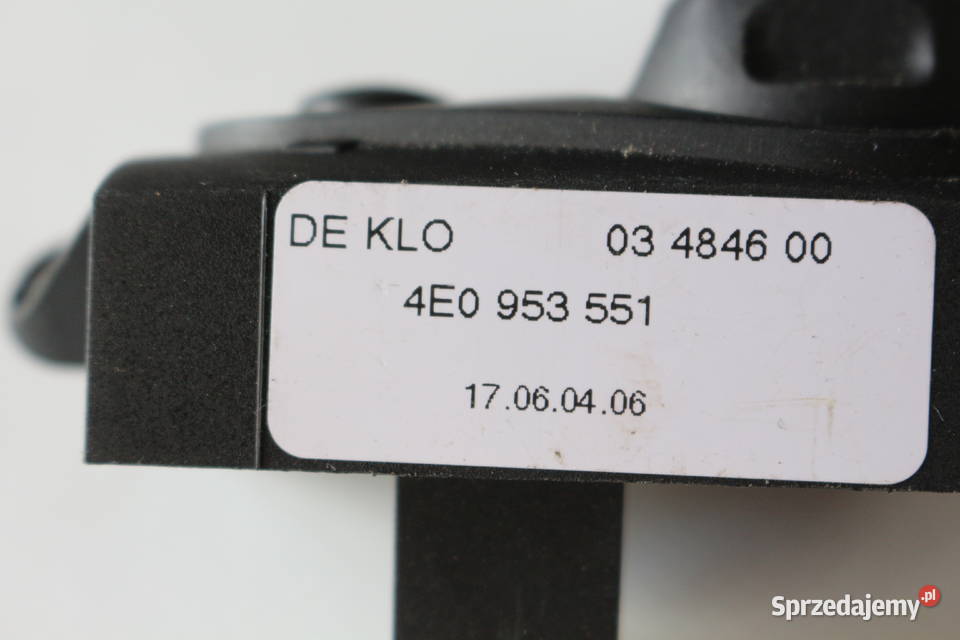 DE KLO 03 4846 00
4E0 953 551
17.06.04.06
Sprzedajemy.pl